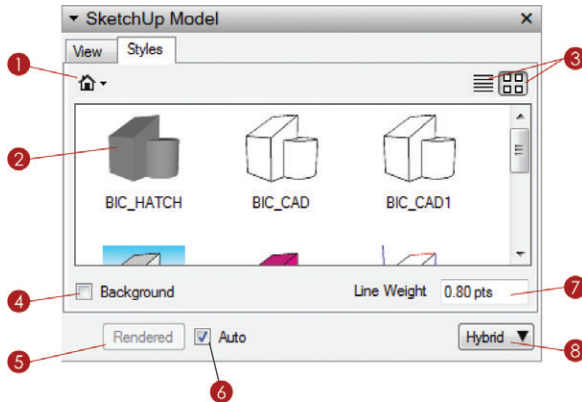 SketchUp Model
View Styles
1
3
2
BIC_HATCH BIC_CAD BIC_CAD1
4 Background Line Weight 0.80 pts 7
5 Rendered Auto Hybrid 8
6